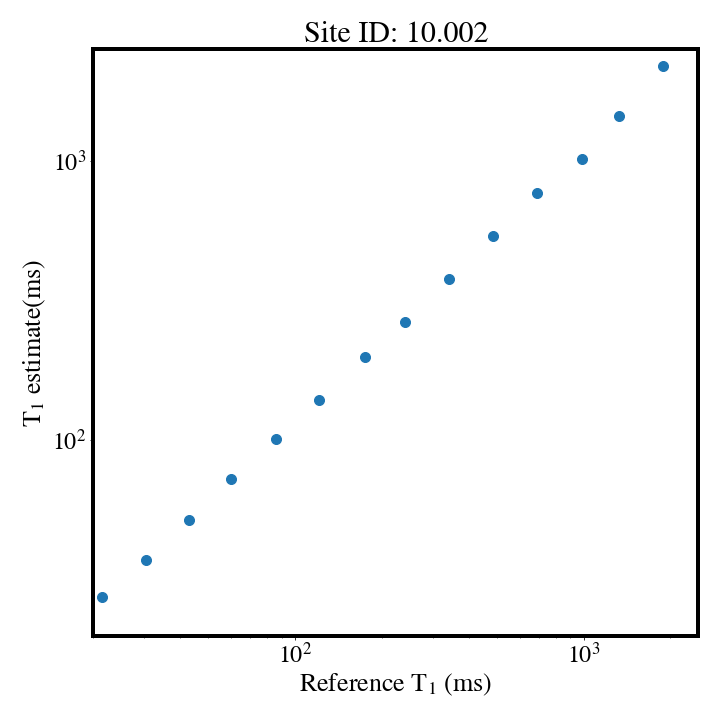 Site ID: 10.002
10³
10²
T₁ estimate(ms)
10² 10³
Reference T₁ (ms)